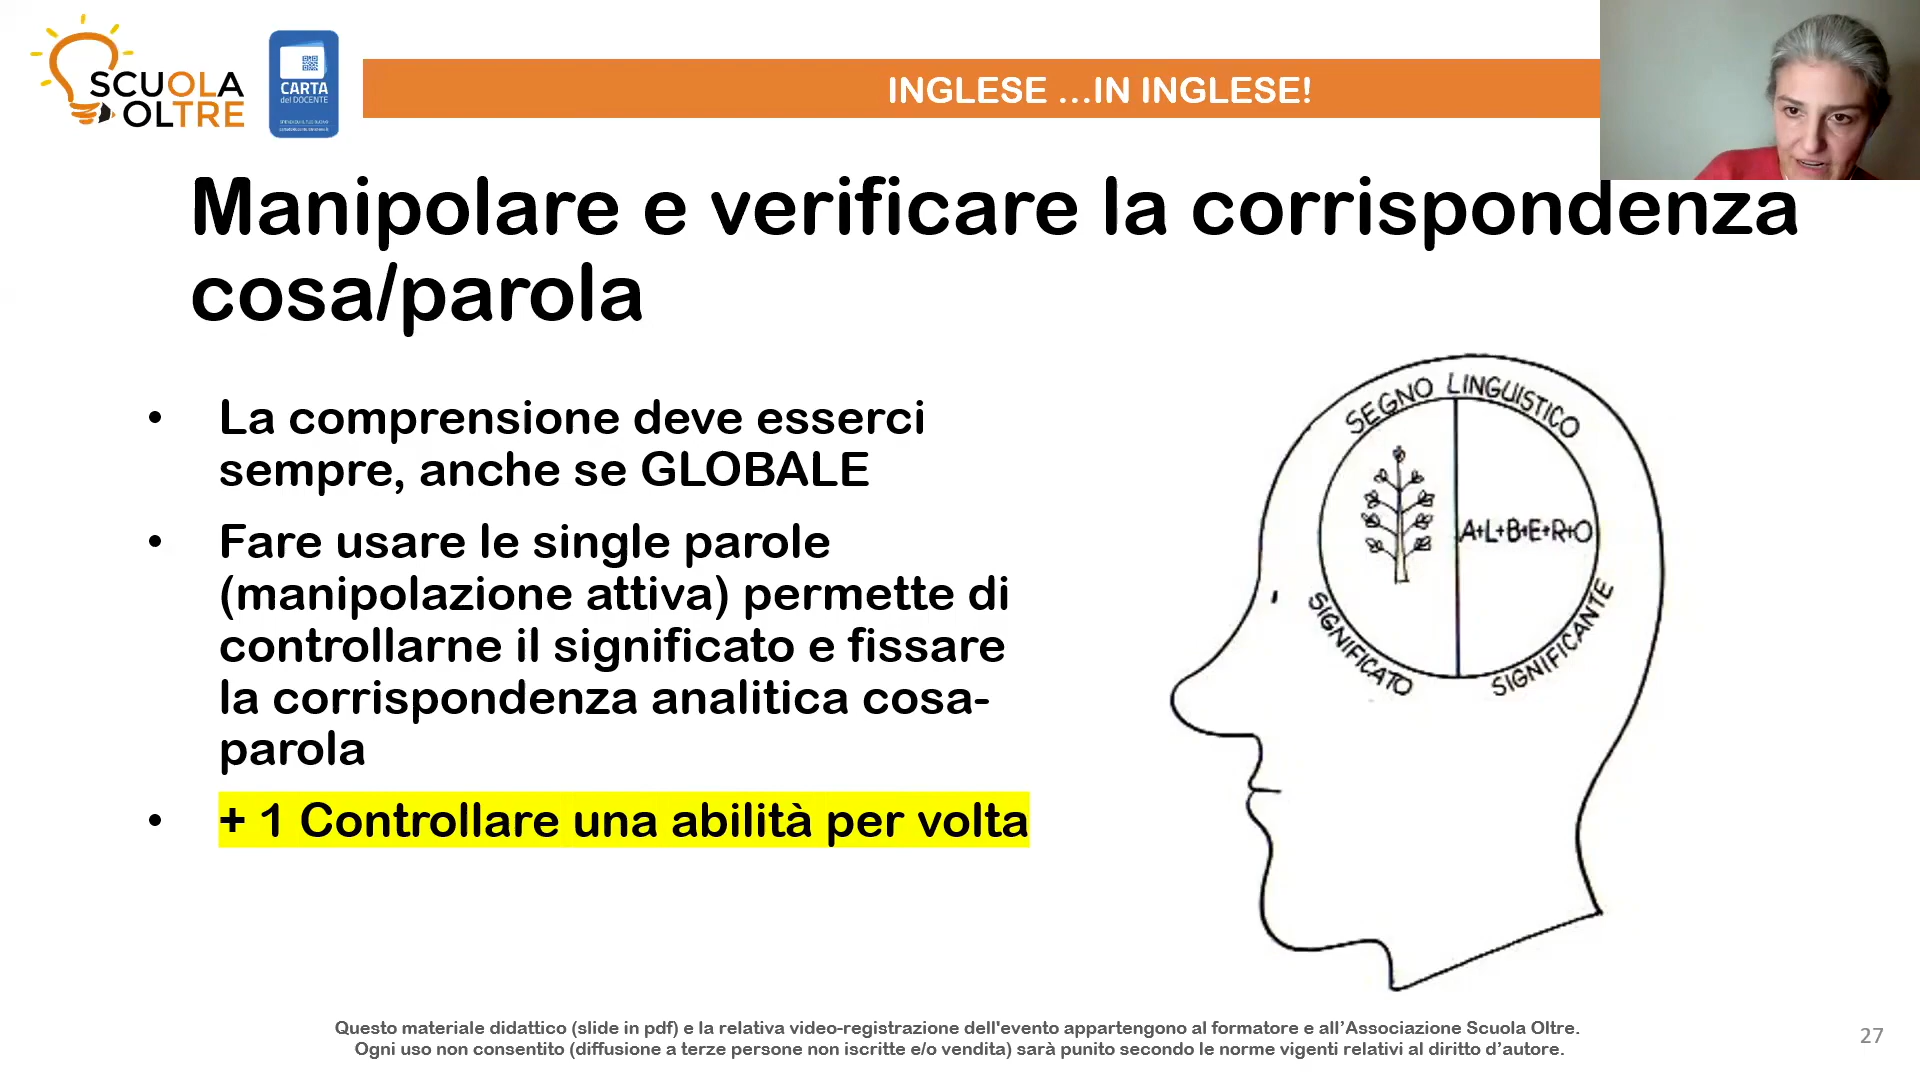 SCUOLA
OLTRE
CARTA
del DOCENTE
INGLESE ...IN INGLESE!
Manipolare e verificare la corrispondenza
cosa/parola
• La comprensione deve esserci
sempre, anche se GLOBALE
• Fare usare le single parole
(manipolazione attiva) permette di
controllarne il significato e fissare
la corrispondenza analitica cosa-
parola
• + 1 Controllare una abilità per volta
SEGNO LINGUISTICO
A+L+B+E+R+O
SIGNIFICATO
SIGNIFICANTE
Questo materiale didattico (slide in pdf) e la relativa video-registrazione dell'evento appartengono al formatore e all’Associazione Scuola Oltre.
Ogni uso non consentito (diffusione a terze persone non iscritte e/o vendita) sarà punito secondo le norme vigenti relativi al diritto d’autore.
27